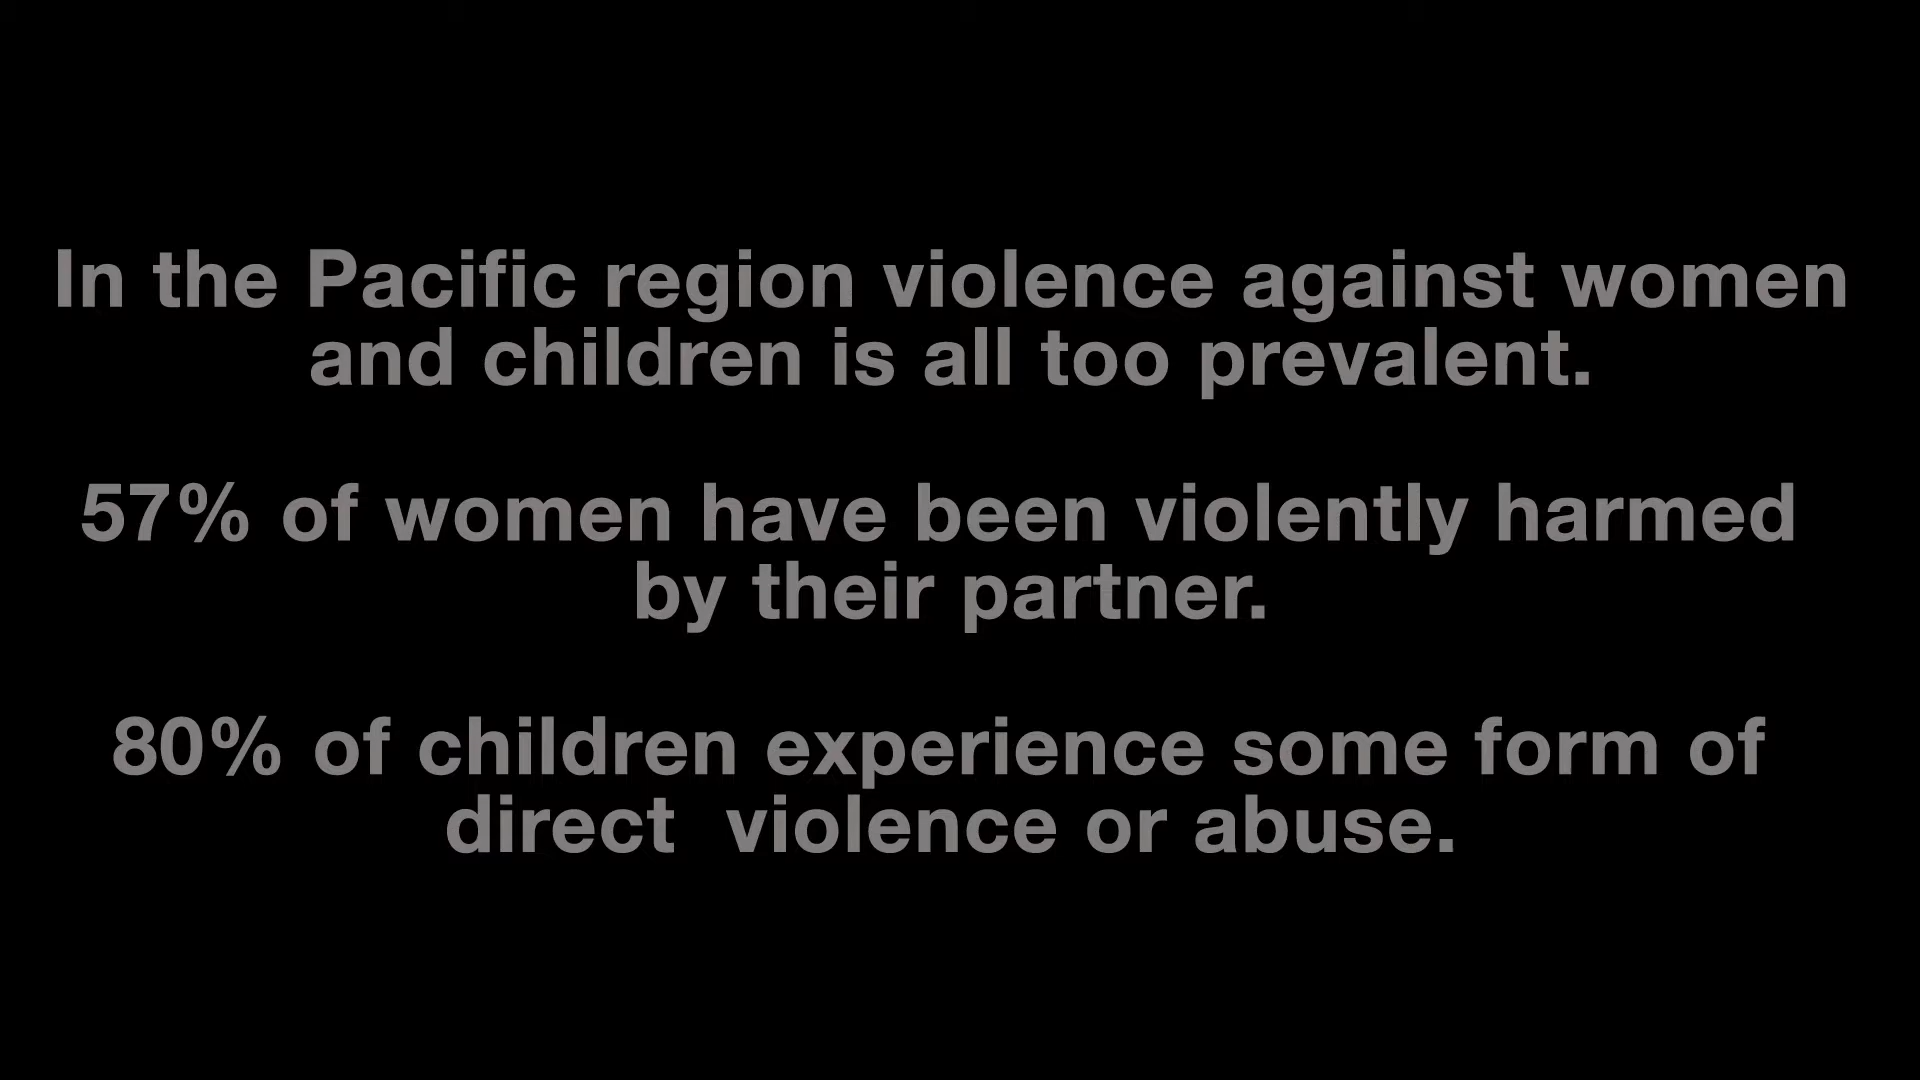 In the Pacific region violence against women
and children is all too prevalent.
57% of women have been violently harmed
by their partner.
80% of children experience some form of
direct  violence or abuse.